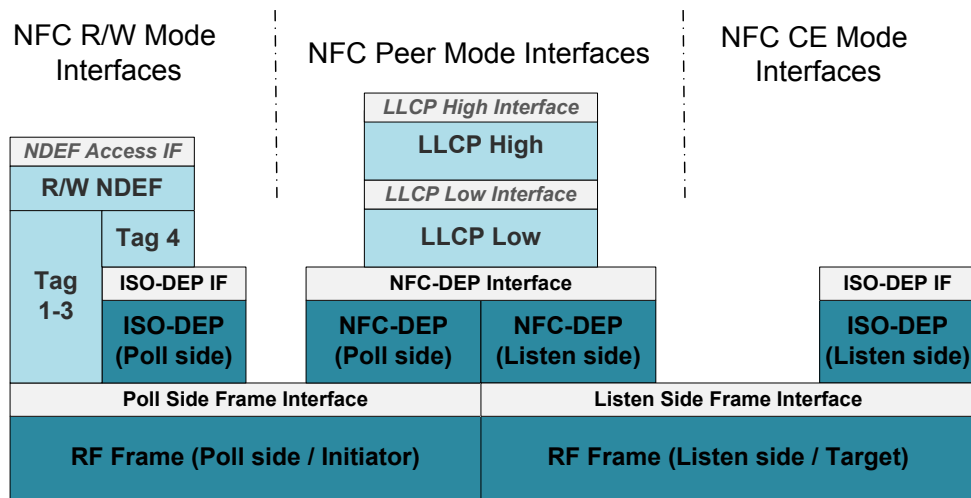 NFC R/W Mode
Interfaces
NFC Peer Mode Interfaces
NFC CE Mode
Interfaces
LLCP High Interface
LLCP High
LLCP Low Interface
LLCP Low
NDEF Access IF
R/W NDEF
Tag 4
Tag
1-3
ISO-DEP IF
ISO-DEP
(Poll side)
NFC-DEP Interface
NFC-DEP
(Poll side)
NFC-DEP
(Listen side)
ISO-DEP IF
ISO-DEP
(Listen side)
Poll Side Frame Interface
Listen Side Frame Interface
RF Frame (Poll side / Initiator)
RF Frame (Listen side / Target)